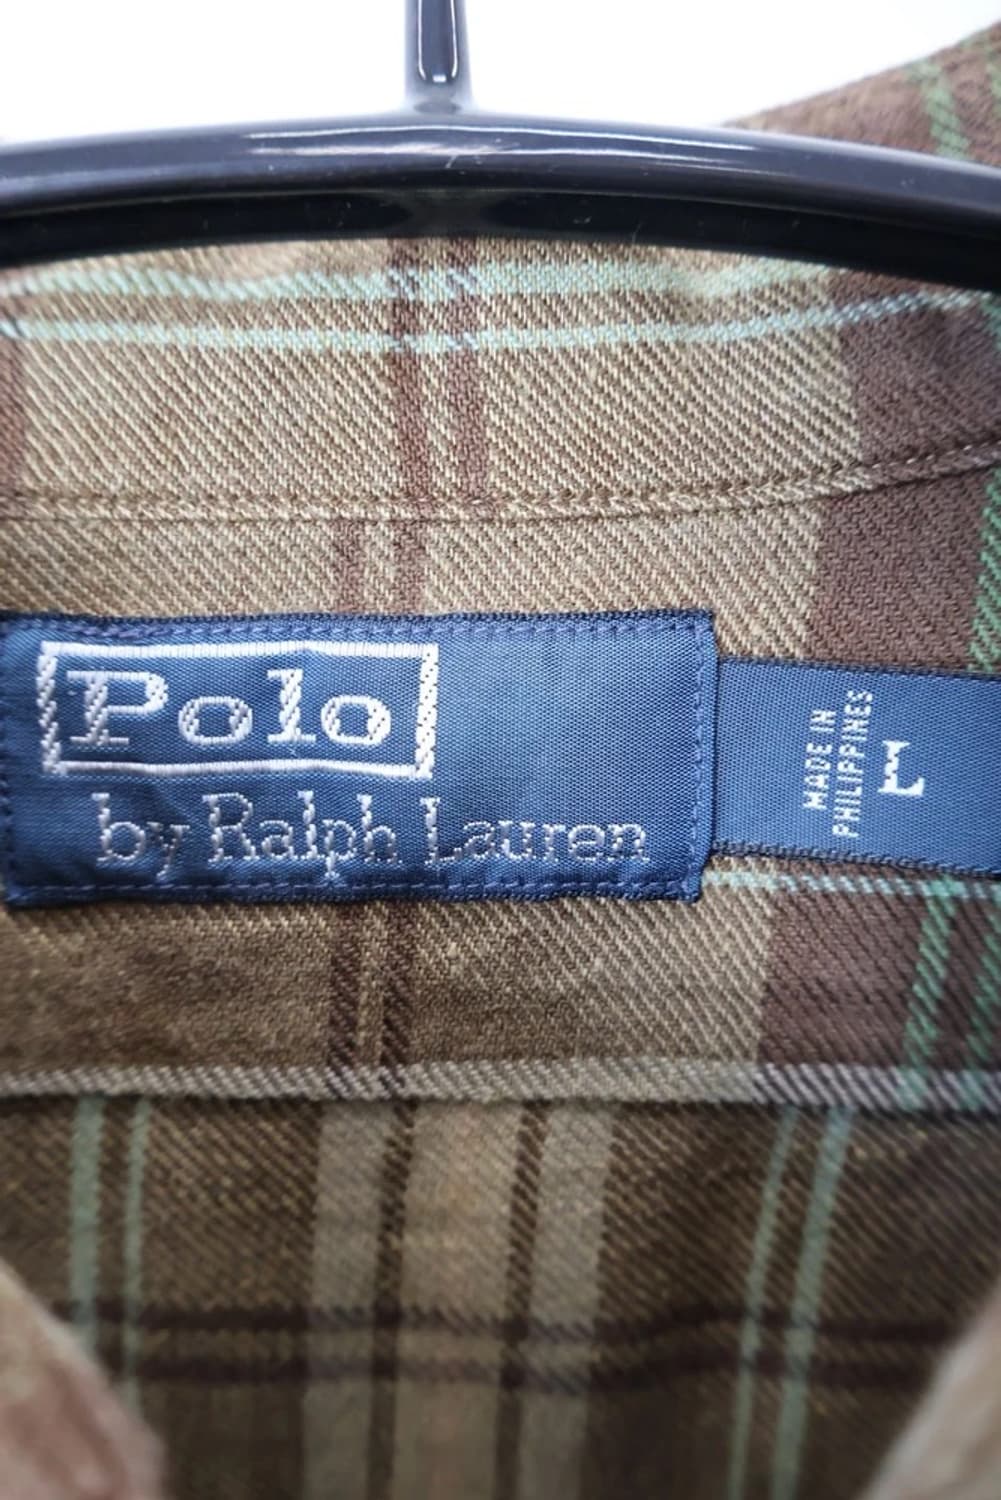 Polo
by Ralph Lauren
MADE IN
PHILIPPINES
L